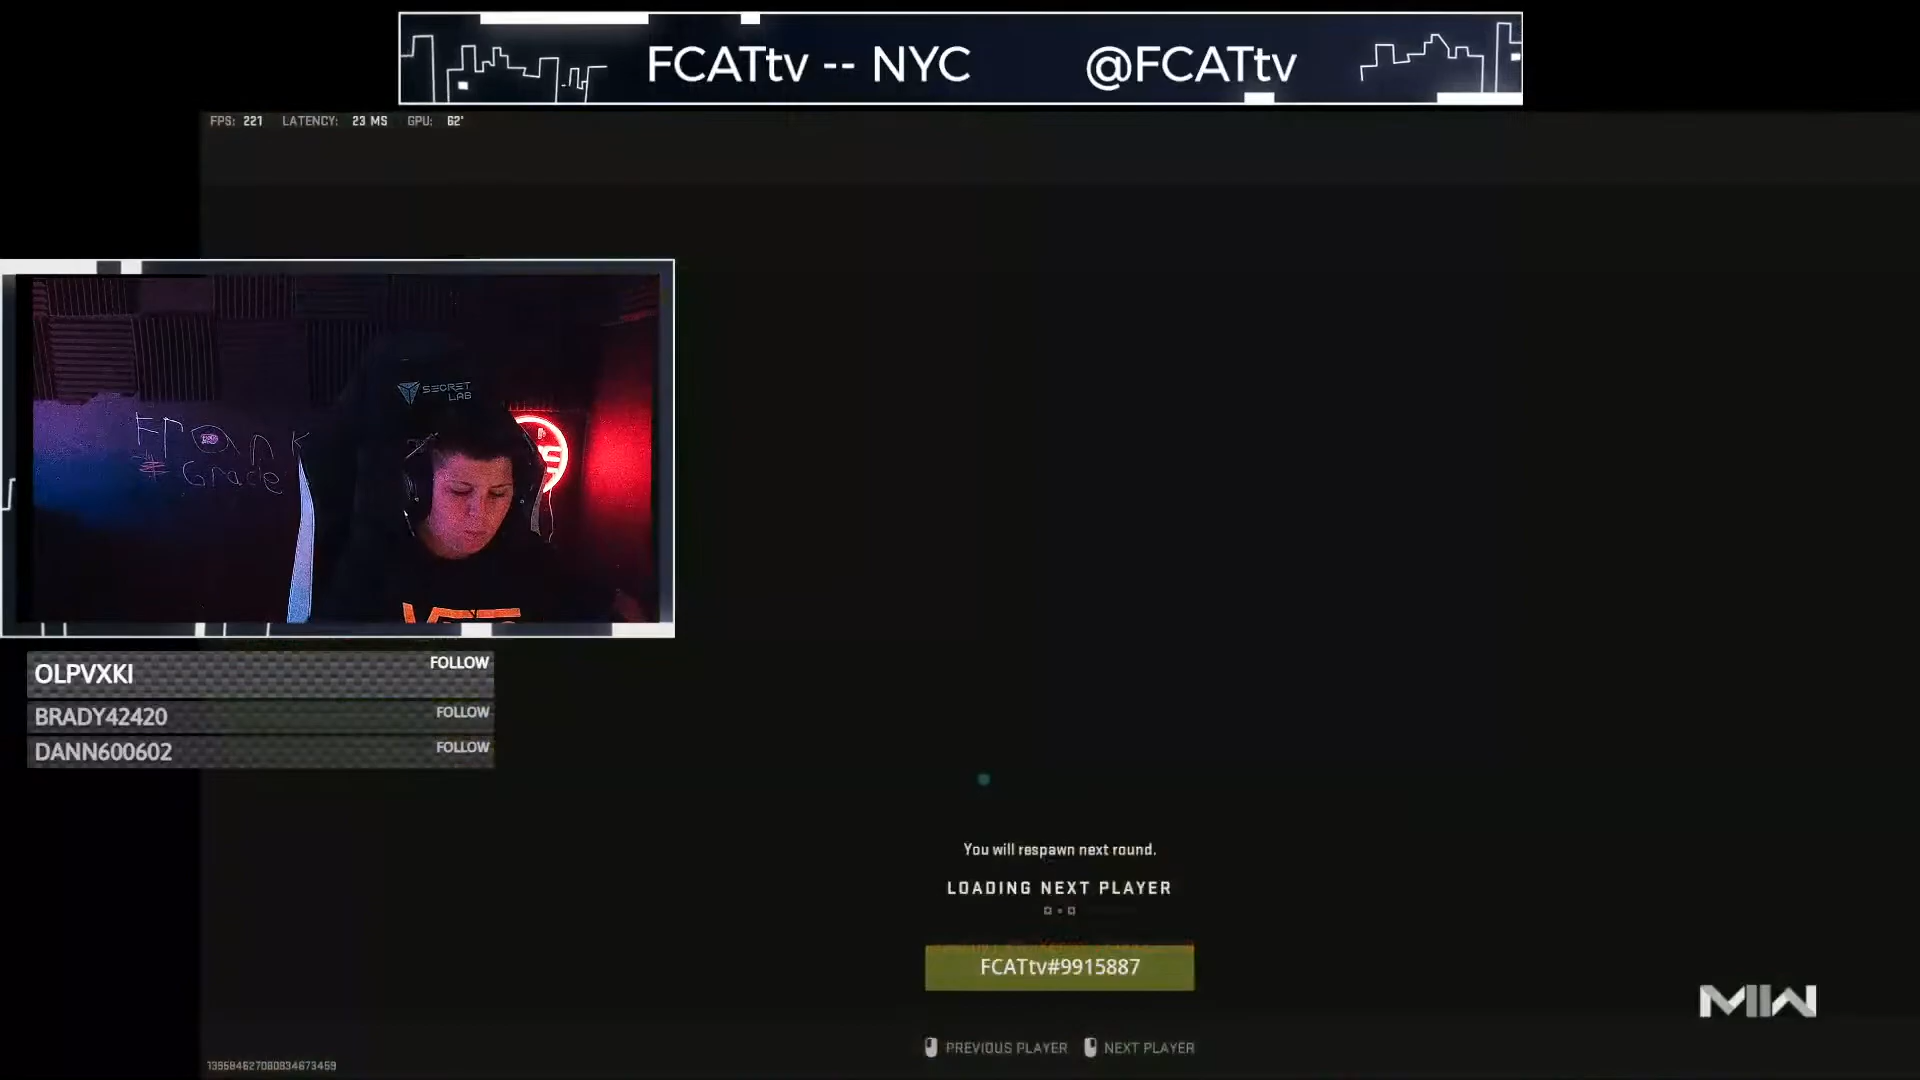 FCATtv -- NYC @FCATtv
FPS: 221 LATENCY: 23 MS GPU: 62°
SECRET
LAB
Frank
Grade
OLPVXKI FOLLOW
BRADY42420 FOLLOW
DANN600602 FOLLOW
You will respawn next round.
LOADING NEXT PLAYER
FCATtv#9915887
MIW
PREVIOUS PLAYER NEXT PLAYER